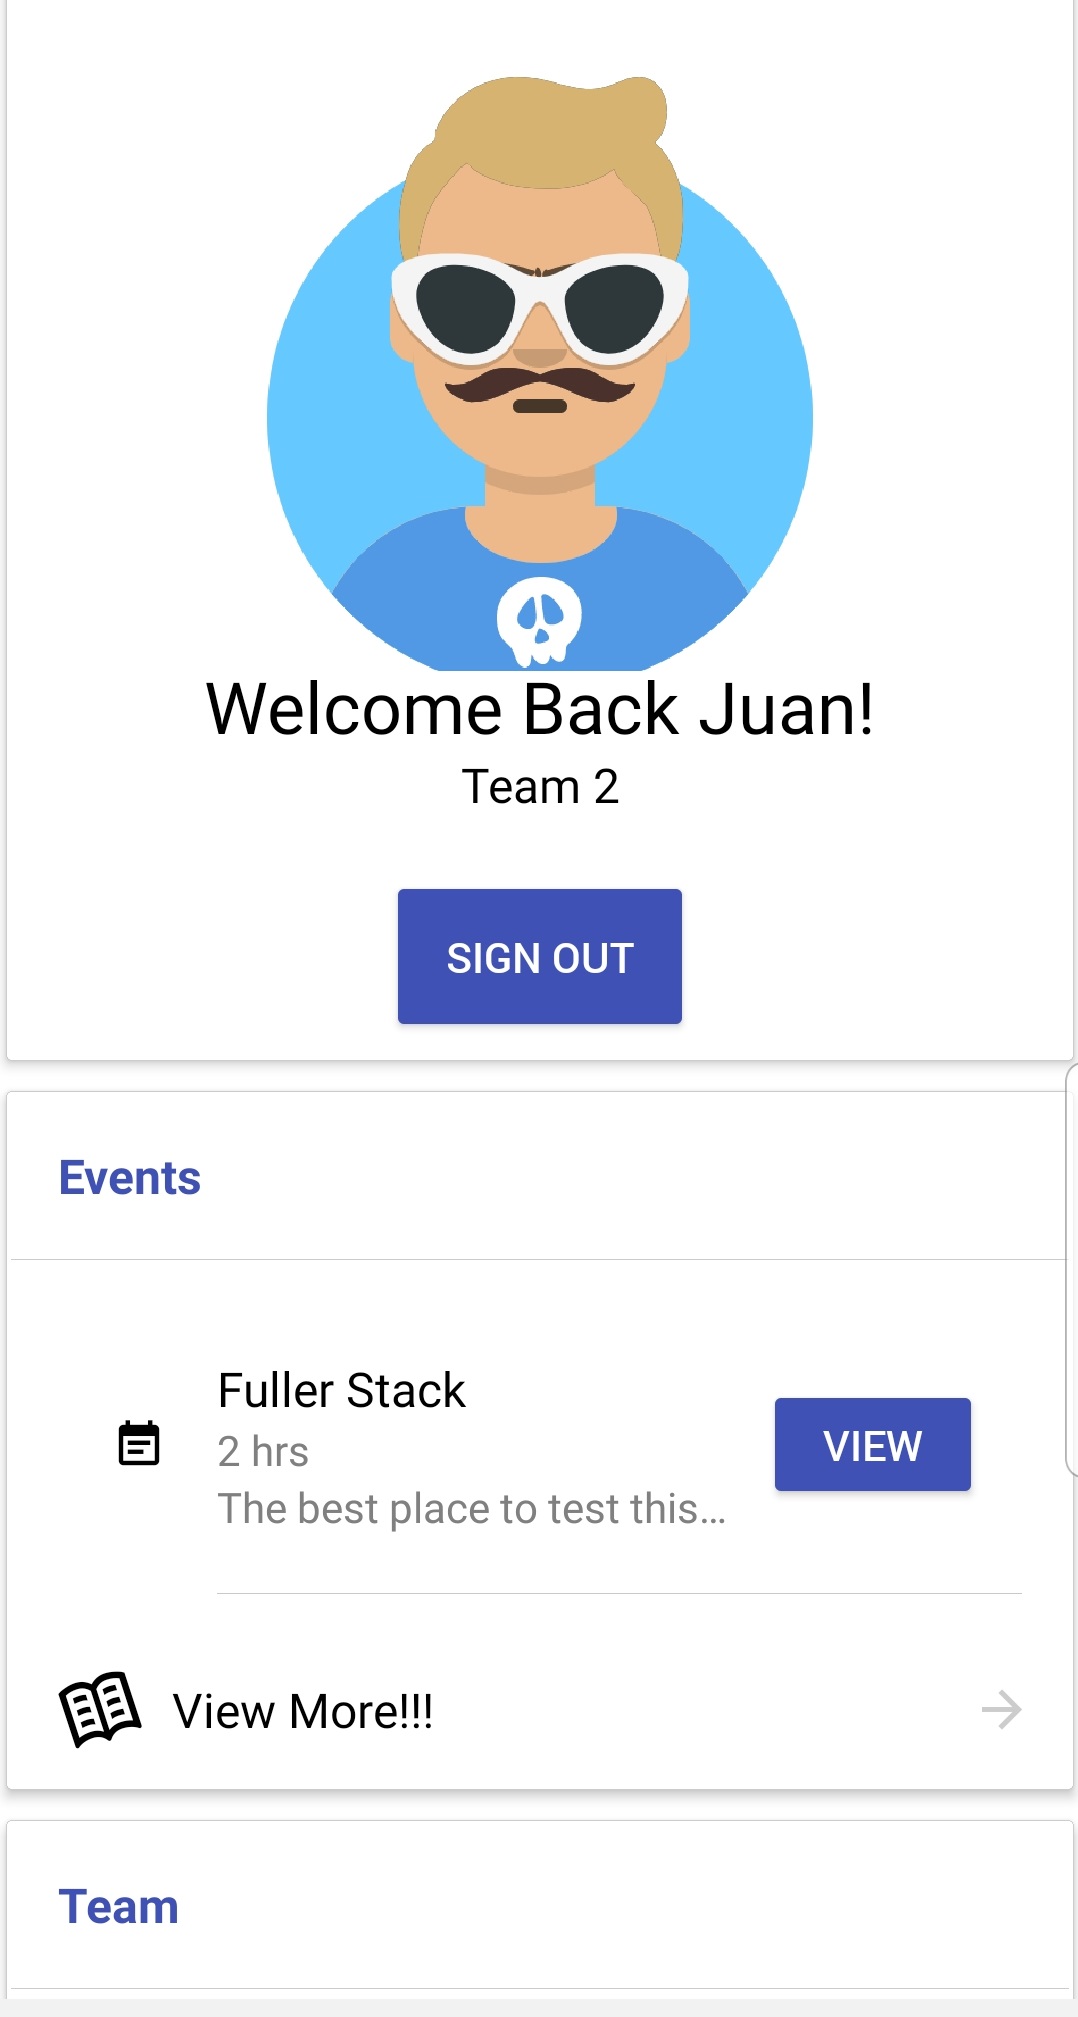 Welcome Back Juan!
Team 2
SIGN OUT
Events
Fuller Stack
2 hrs
The best place to test this...
VIEW
View More!!!
Team